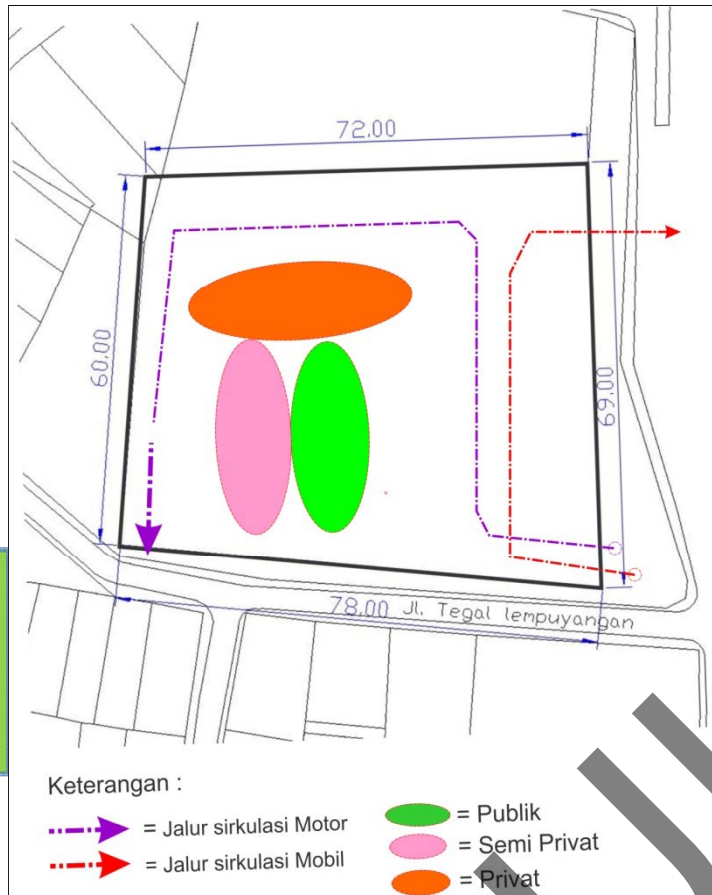 72.00
60.00
69.00
78.00
Jl. Tegal lempuyangan
Keterangan :
= Jalur sirkulasi Motor
= Jalur sirkulasi Mobil
= Publik
= Semi Privat
= Privat